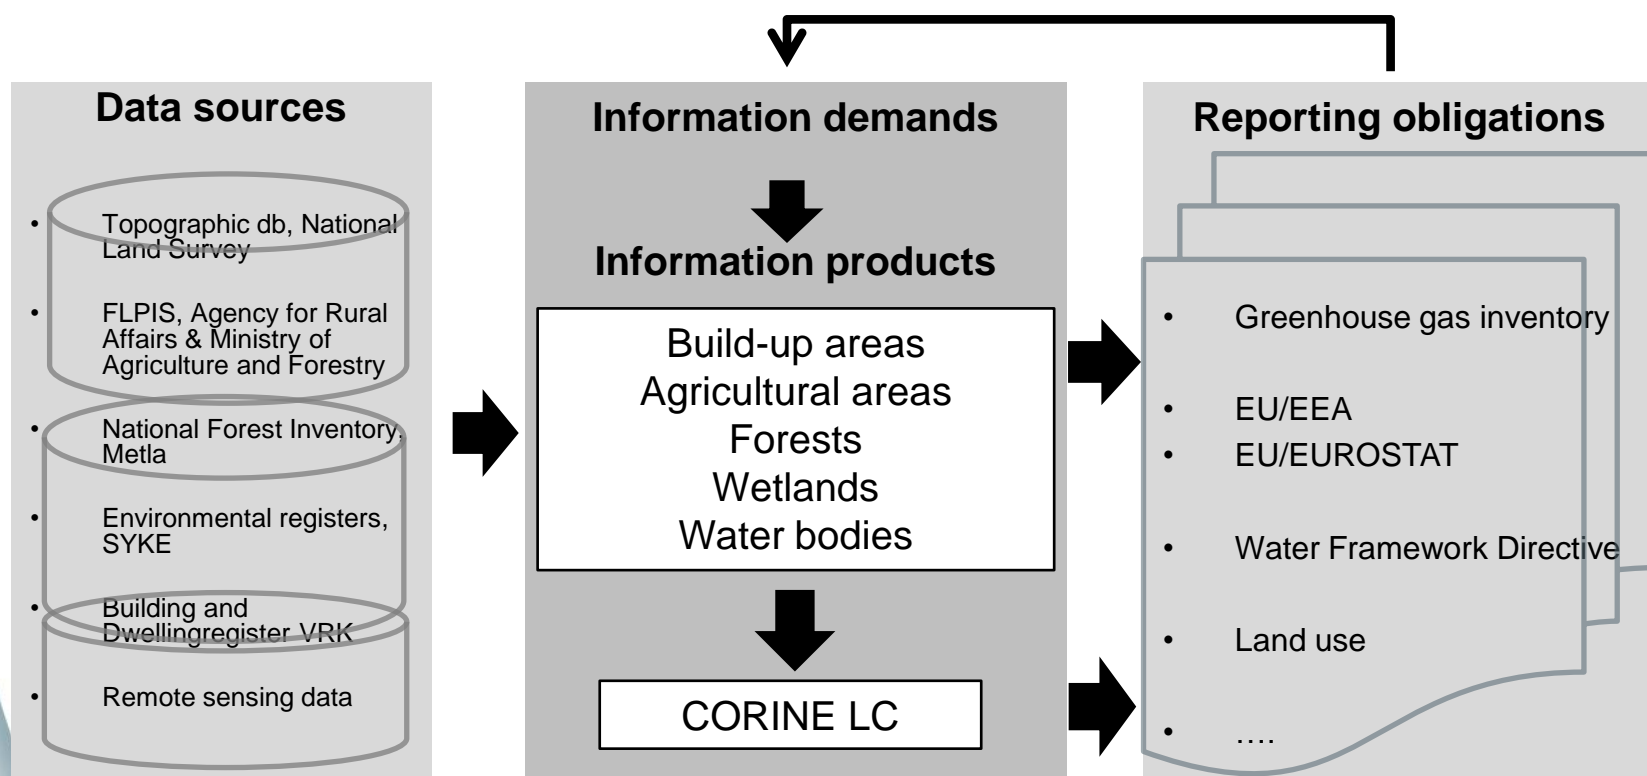 Data sources
• Topographic db, National
Land Survey
• FLPIS, Agency for Rural
Affairs & Ministry of
Agriculture and Forestry
• National Forest Inventory,
Metla
• Environmental registers,
SYKE
• Building and
Dwellingregister VRK
• Remote sensing data
Information demands
Information products
Build-up areas
Agricultural areas
Forests
Wetlands
Water bodies
CORINE LC
Reporting obligations
• Greenhouse gas inventory
• EU/EEA
• EU/EUROSTAT
• Water Framework Directive
• Land use
• ....